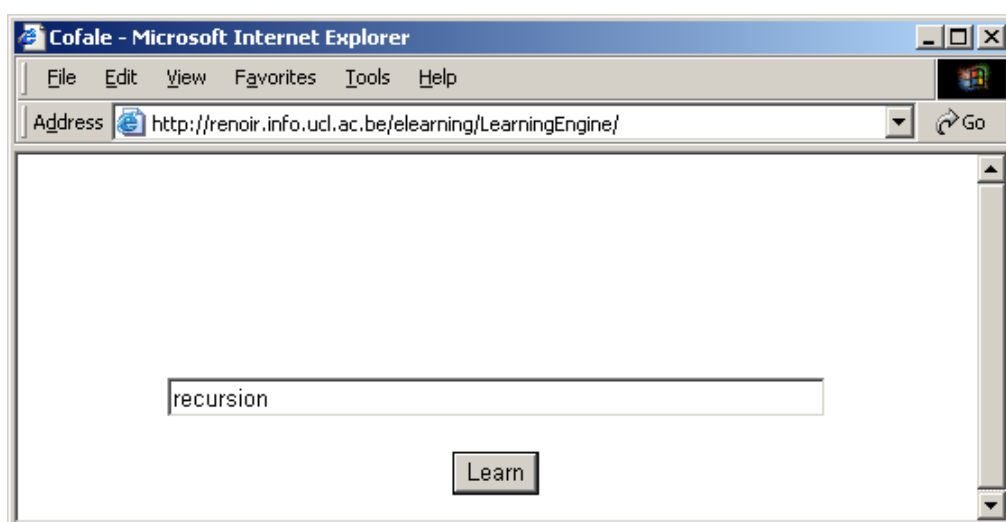 Cofale - Microsoft Internet Explorer
File Edit View Favorites Tools Help
Address http://renoir.info.ucl.ac.be/elearning/LearningEngine/ Go
recursion
Learn